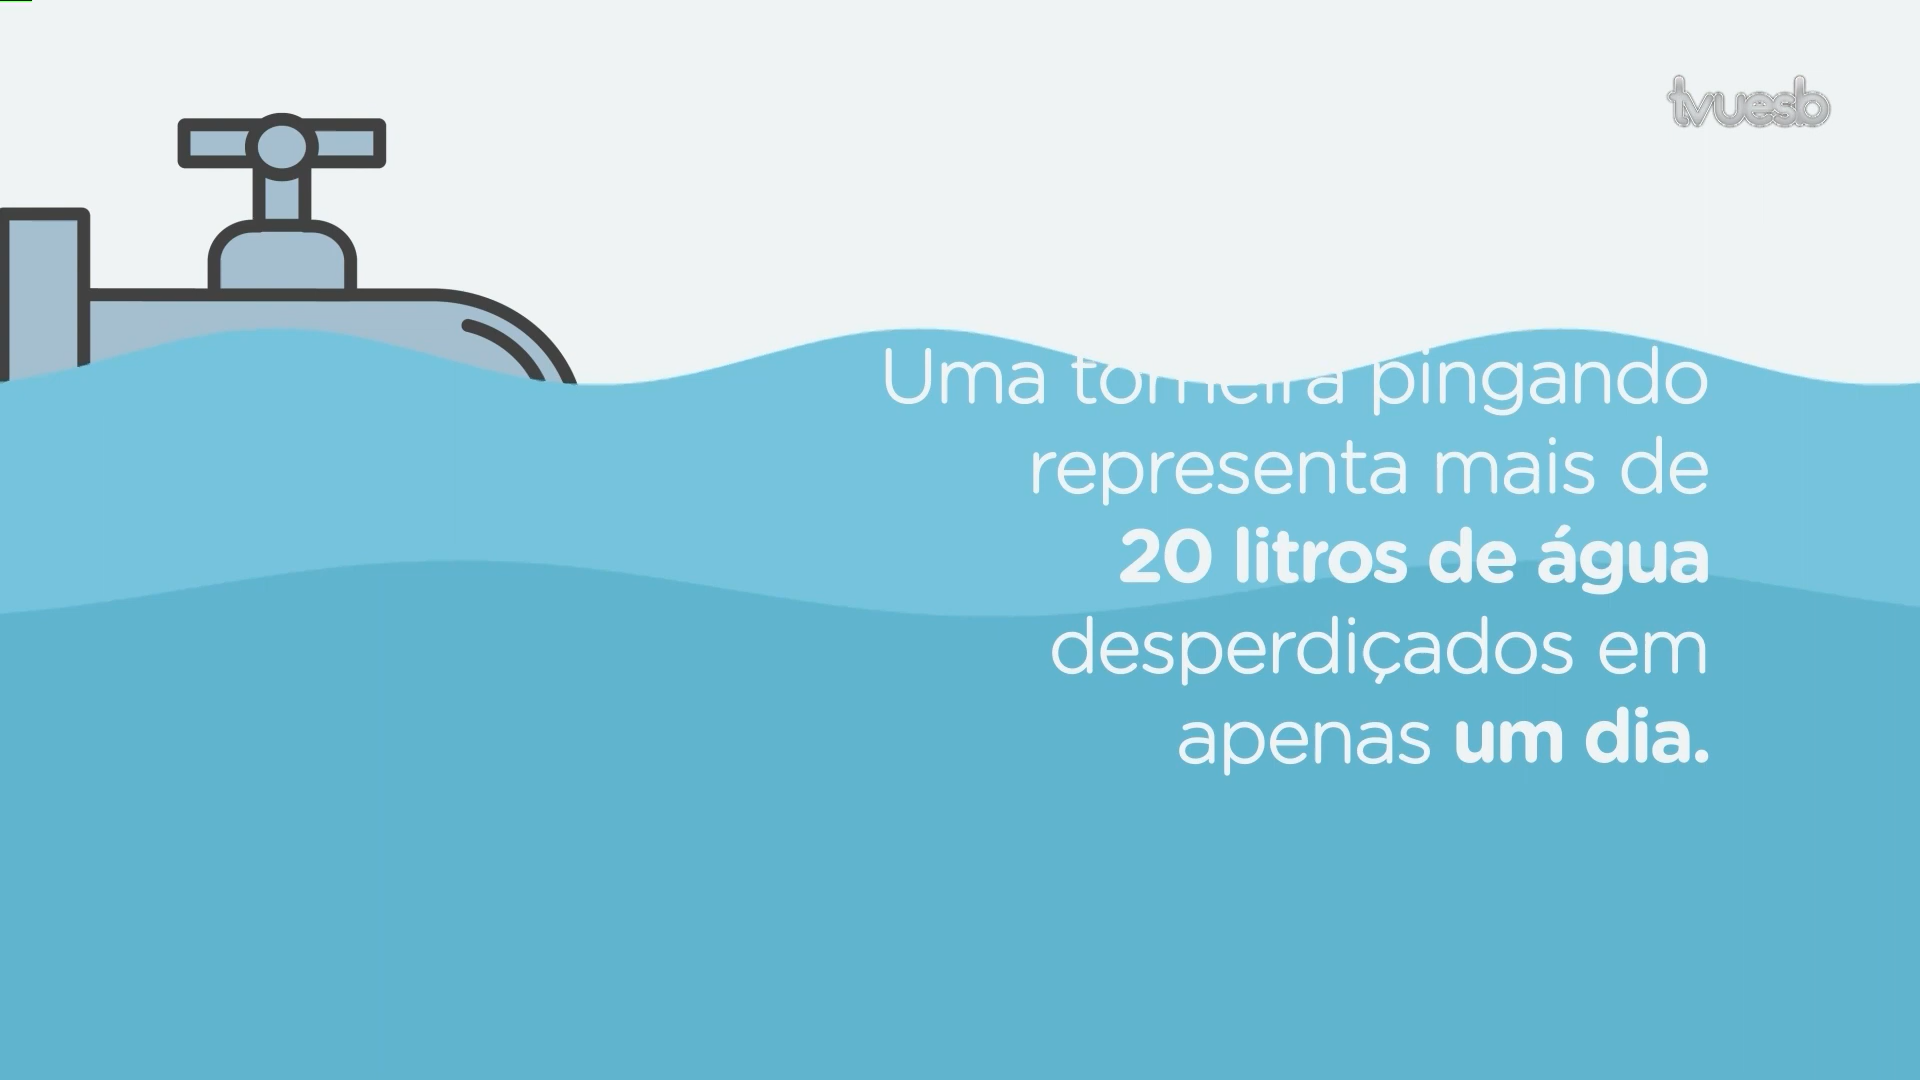 tvuesb
Uma torneira pingando
representa mais de
20 litros de água
desperdiçados em
apenas um dia.